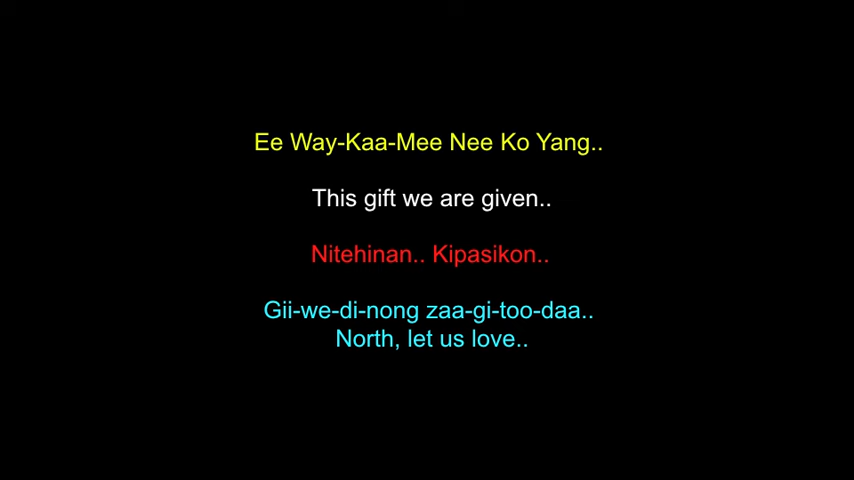 Ee Way-Kaa-Mee Nee Ko Yang..
This gift we are given..
Nitehinan.. Kipasikon..
Gii-we-di-nong zaa-gi-too-daa..
North, let us love..